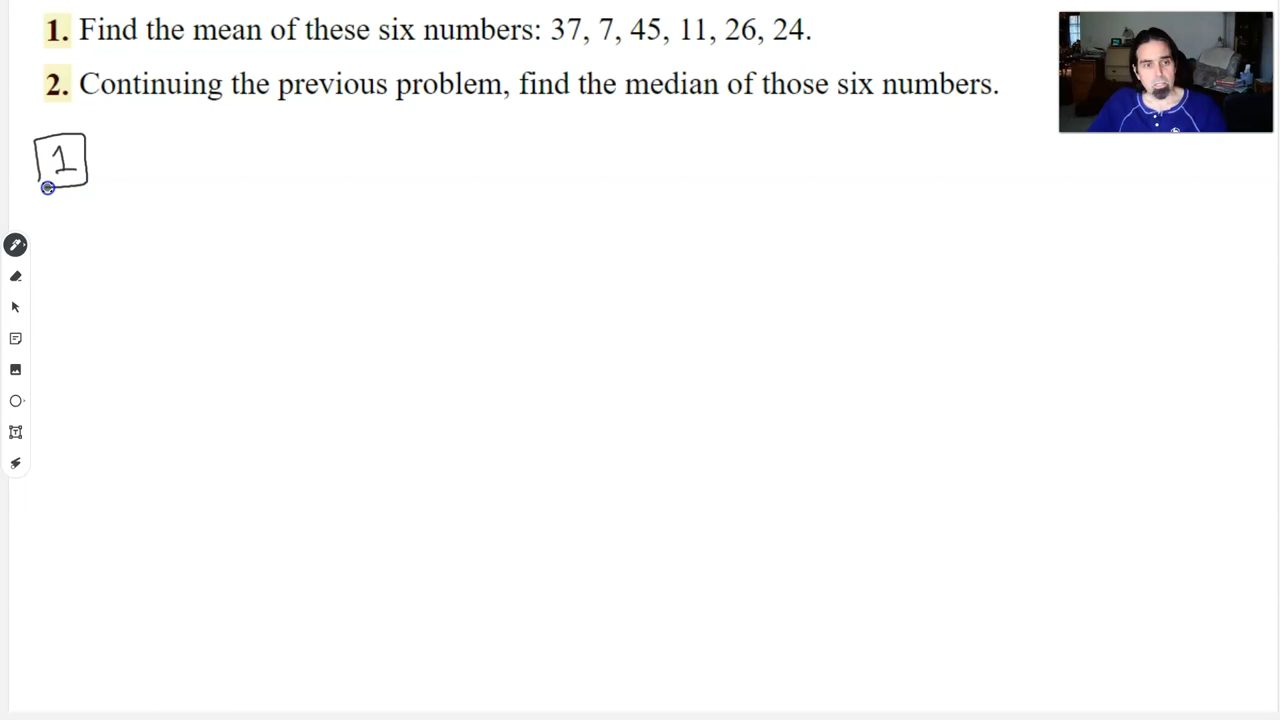 1. Find the mean of these six numbers: 37, 7, 45, 11, 26, 24.
2. Continuing the previous problem, find the median of those six numbers.
1